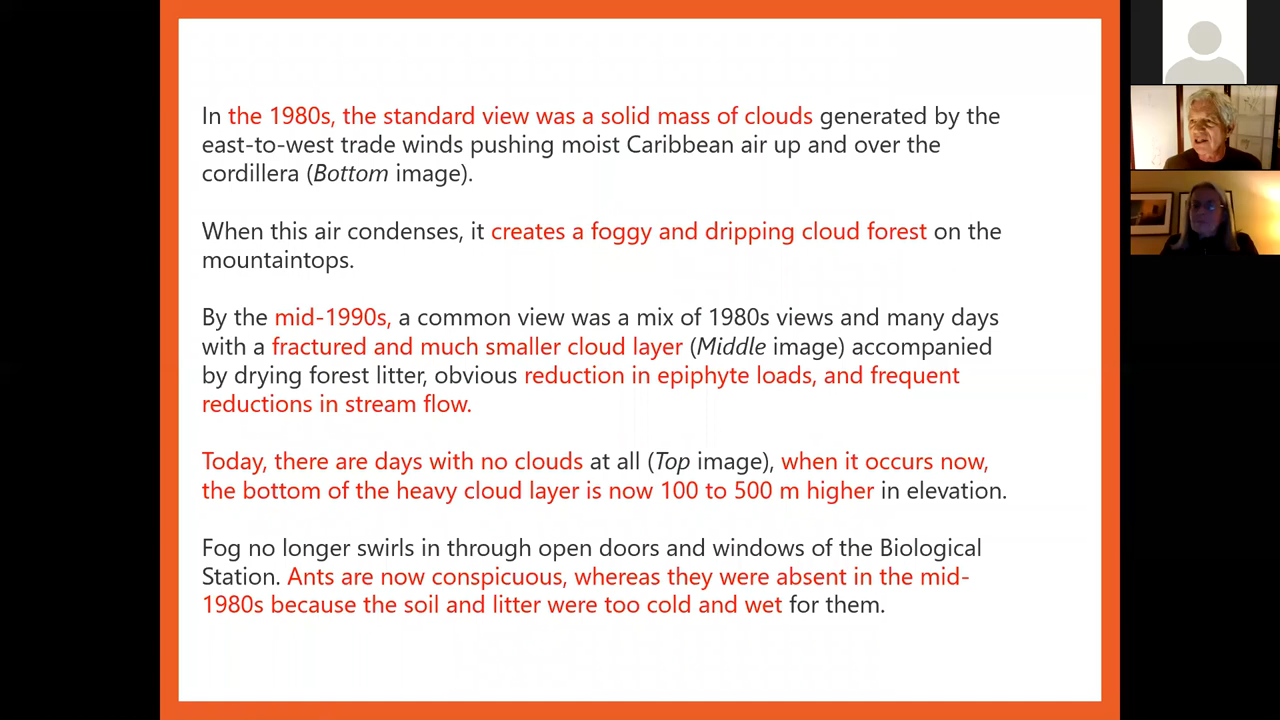 In the 1980s, the standard view was a solid mass of clouds generated by the
east-to-west trade winds pushing moist Caribbean air up and over the
cordillera (Bottom image).
When this air condenses, it creates a foggy and dripping cloud forest on the
mountaintops.
By the mid-1990s, a common view was a mix of 1980s views and many days
with a fractured and much smaller cloud layer (Middle image) accompanied
by drying forest litter, obvious reduction in epiphyte loads, and frequent
reductions in stream flow.
Today, there are days with no clouds at all (Top image), when it occurs now,
the bottom of the heavy cloud layer is now 100 to 500 m higher in elevation.
Fog no longer swirls in through open doors and windows of the Biological
Station. Ants are now conspicuous, whereas they were absent in the mid-
1980s because the soil and litter were too cold and wet for them.